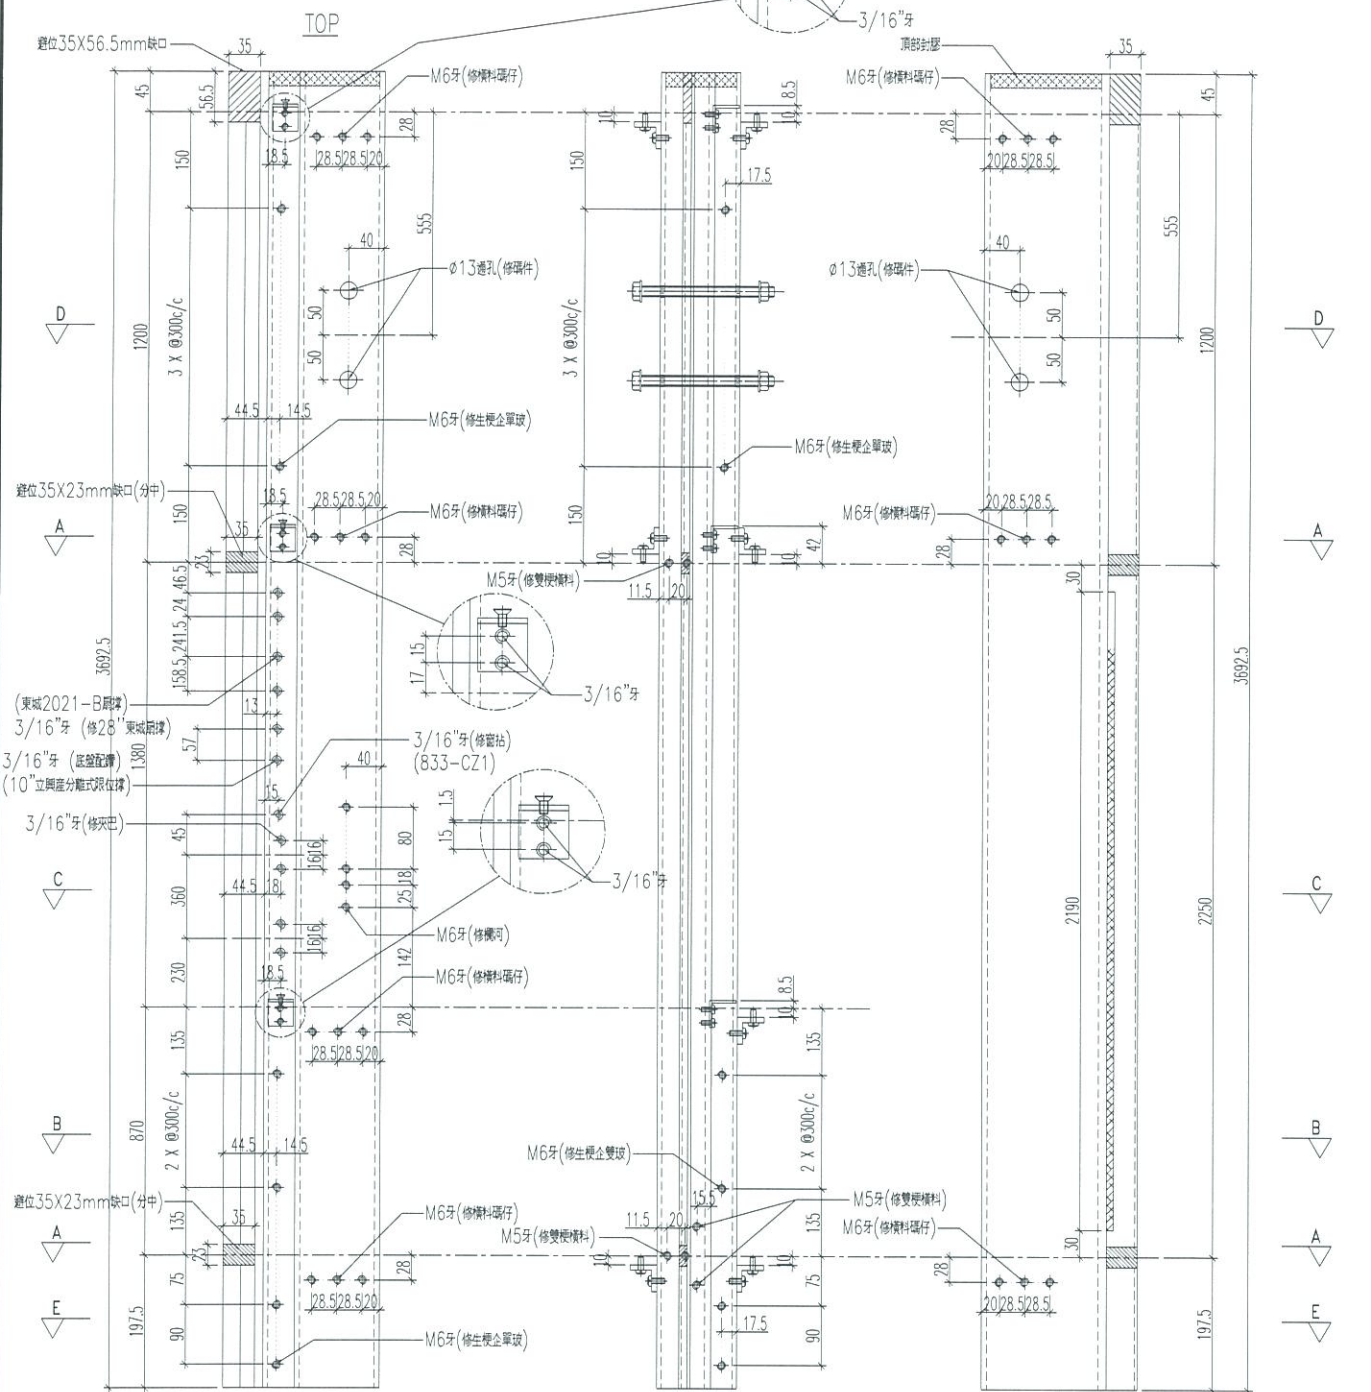 TOP
3/16"牙
避位35X56.5mm缺口
35
M6牙(修橫料碼仔)
頂部封膠
M6牙(修橫料碼仔)
35
45
56.5
28
10
8.5
10
28
45
18.5
28.5 28.5 20
20 28.5 28.5
150
150
17.5
555
555
40
40
ø13通孔(修碼件)
ø13通孔(修碼件)
50
50
50
50
D
D
1200
3 X @300c/c
3 X @300c/c
1200
44.5
14.5
M6牙(修生梗企單玻)
M6牙(修生梗企單玻)
避位35X23mm缺口(分中)
150
18.5
28.5 28.5 20
150
20 28.5 28.5
M6牙(修橫料碼仔)
M6牙(修橫料碼仔)
A
A
35
28
10
10
42
28
23
M5牙(修雙梗橫料)
30
11.5
20
46.5
24
241.5
158.5
15
17
3/16"牙
3692.5
3692.5
(東城2021-B扇撐)
3/16"牙 (修28"東城扇撐)
13
57
3/16"牙 (底盤配鑽)
1380
(10"立興產分離式限位撐)
3/16"牙(修窗拈)
(833-CZ1)
40
15
3/16"牙(修夾巴)
45
1.5
15
1616
80
18
25
3/16"牙
C
C
44.5
18
360
2190
2250
M6牙(修欄河)
1616
142
230
18.5
M6牙(修橫料碼仔)
8.5
10
28
28.5 28.5 20
135
135
B
B
870
2 X @300c/c
2 X @300c/c
44.5
14.5
M6牙(修生梗企雙玻)
避位35X23mm缺口(分中)
15.5
M5牙(修雙梗橫料)
35
135
M6牙(修橫料碼仔)
11.5
20
135
M6牙(修橫料碼仔)
M5牙(修雙梗橫料)
A
A
23
28
10
10
28
30
75
75
28.5 28.5 20
20 28.5 28.5
E
E
197.5
90
M6牙(修生梗企單玻)
17.5
90
197.5